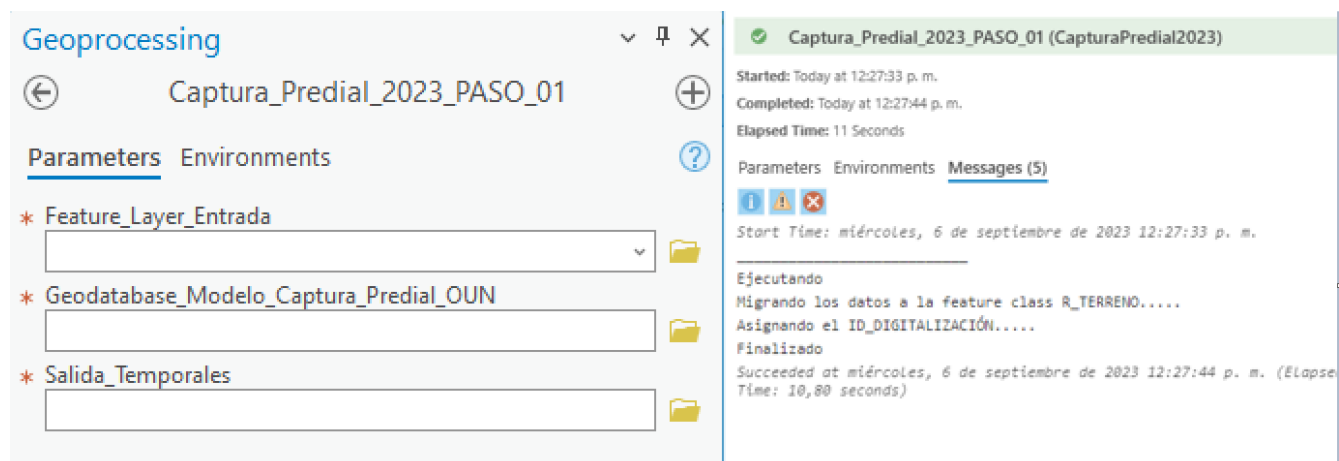 Geoprocessing
Captura_Predial_2023_PASO_01
Parameters Environments
* Feature_Layer_Entrada
* Geodatabase_Modelo_Captura_Predial_OUN
* Salida_Temporales
Captura_Predial_2023_PASO_01 (CapturaPredial2023)
Started: Today at 12:27:33 p. m.
Completed: Today at 12:27:44 p. m.
Elapsed Time: 11 Seconds
Parameters Environments Messages (5)
Start Time: miércoles, 6 de septiembre de 2023 12:27:33 p. m.
Ejecutando
Migrando los datos a la feature class R_TERRENO.....
Asignando el ID_DIGITALIZACIÓN.....
Finalizado
Succeeded at miércoles, 6 de septiembre de 2023 12:27:44 p. m. (Elapse
Time: 10,80 seconds)